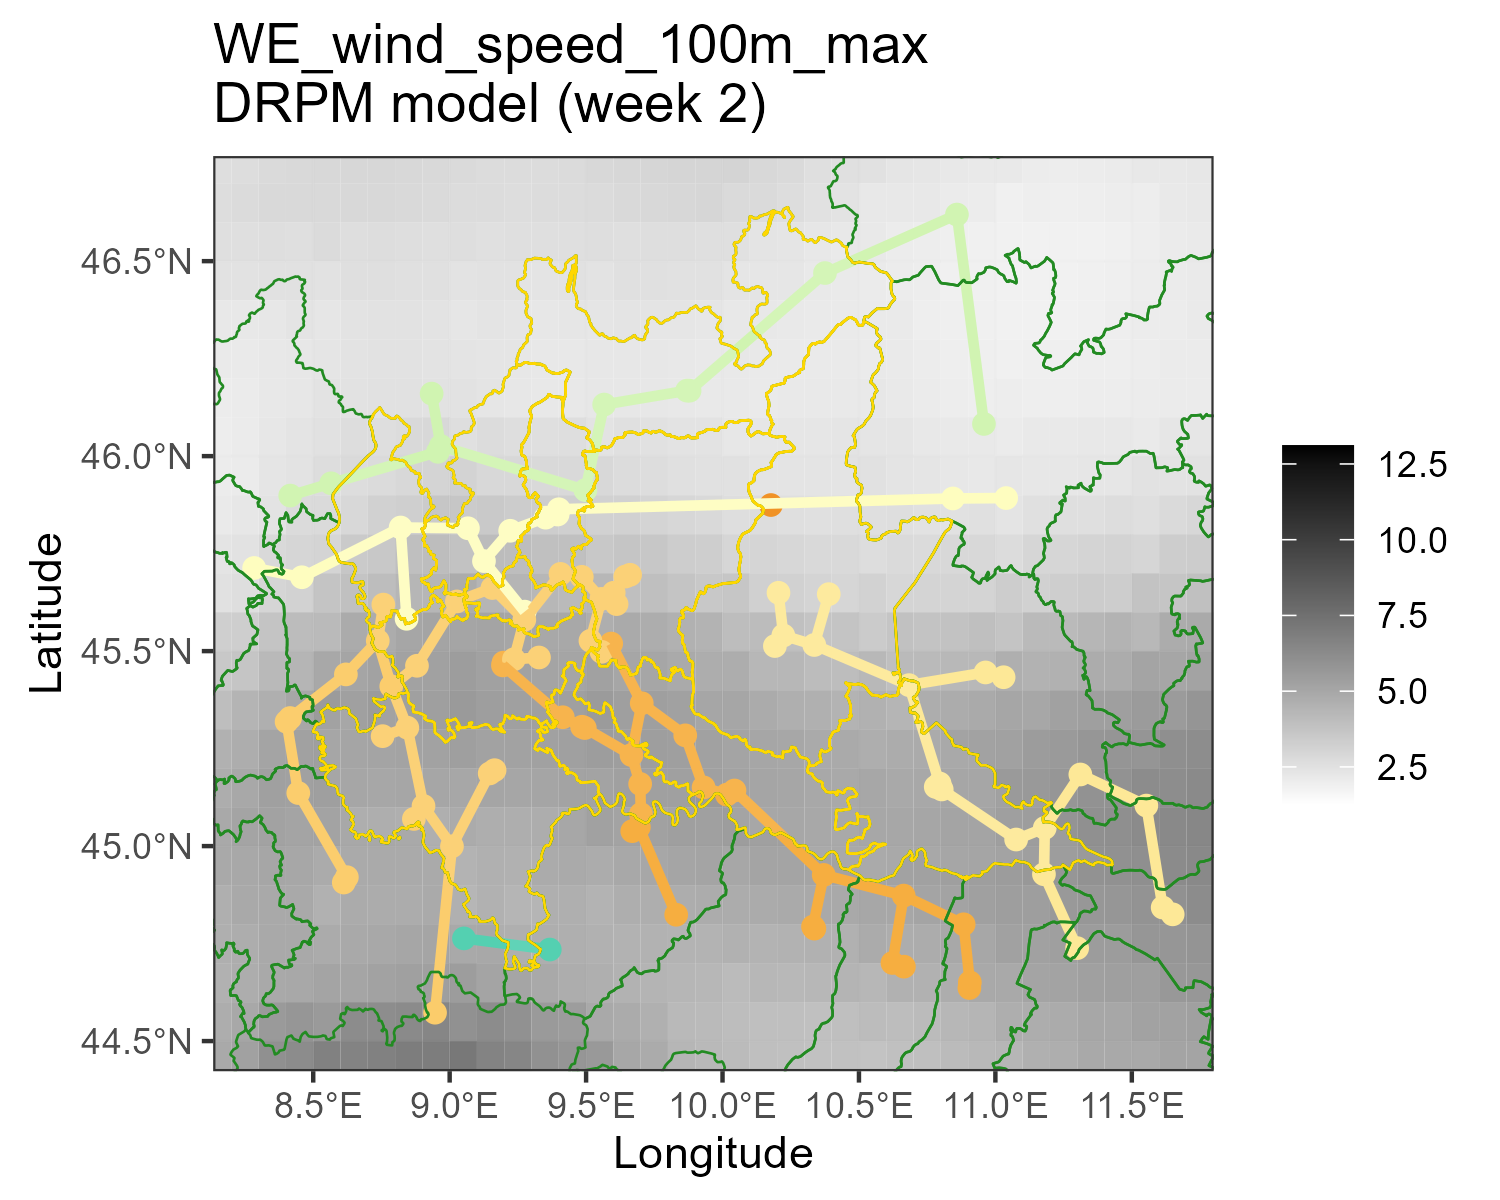 WE_wind_speed_100m_max
DRPM model (week 2)
46.5°N
46.0°N
45.5°N
45.0°N
44.5°N
Latitude
8.5°E 9.0°E 9.5°E 10.0°E 10.5°E 11.0°E 11.5°E
Longitude
12.5
10.0
7.5
5.0
2.5